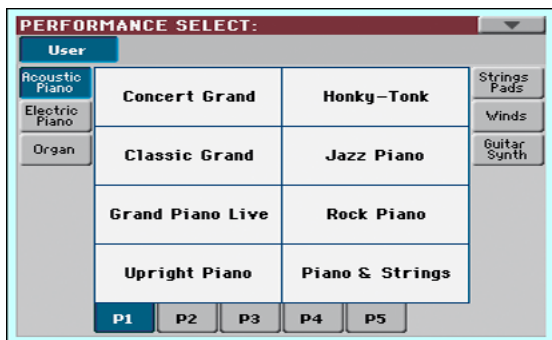 PERFORMANCE SELECT:
User
Acoustic
Piano
Electric
Piano
Organ
Concert Grand
Honky-Tonk
Classic Grand
Jazz Piano
Grand Piano Live
Rock Piano
Upright Piano
Piano & Strings
Strings
Pads
Winds
Guitar
Synth
P1 P2 P3 P4 P5